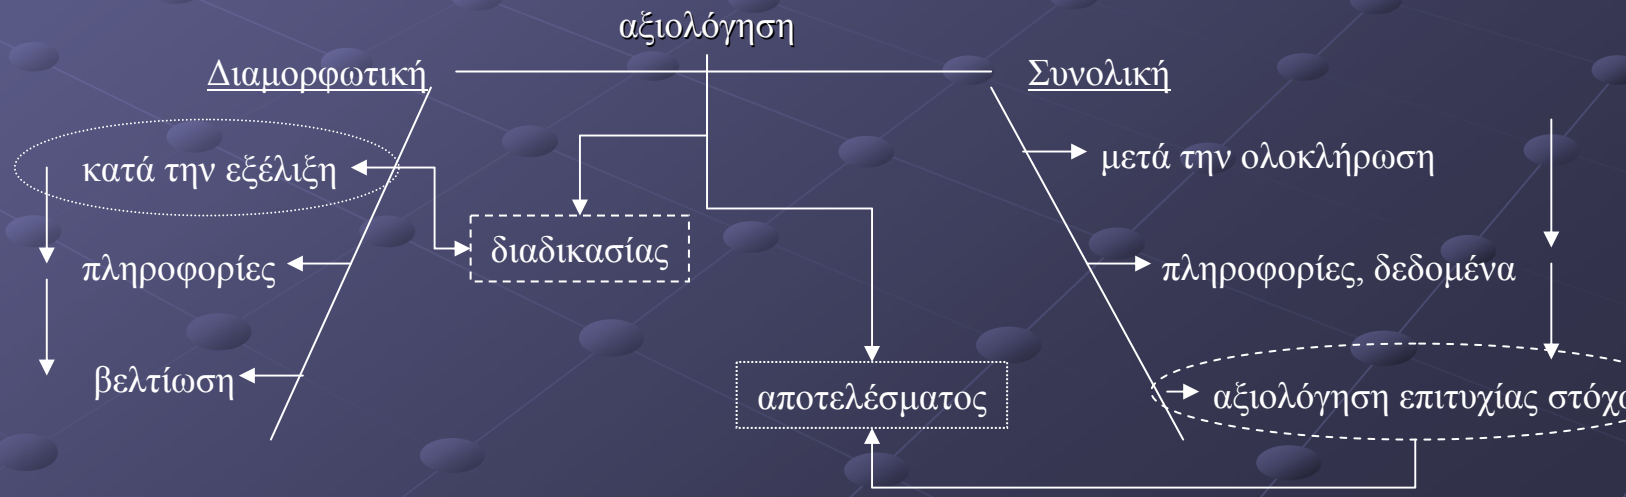 αξιολόγηση
Διαμορφωτική
Συνολική
κατά την εξέλιξη
μετά την ολοκλήρωση
διαδικασίας
πληροφορίες
πληροφορίες, δεδομένα
βελτίωση
αποτελέσματος
αξιολόγηση επιτυχίας